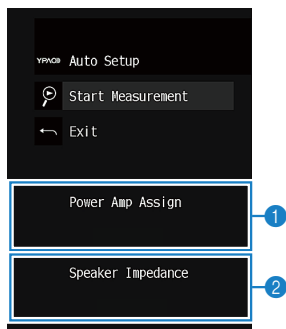 YPAO Auto Setup
Start Measurement
Exit
Power Amp Assign
1
Speaker Impedance
2